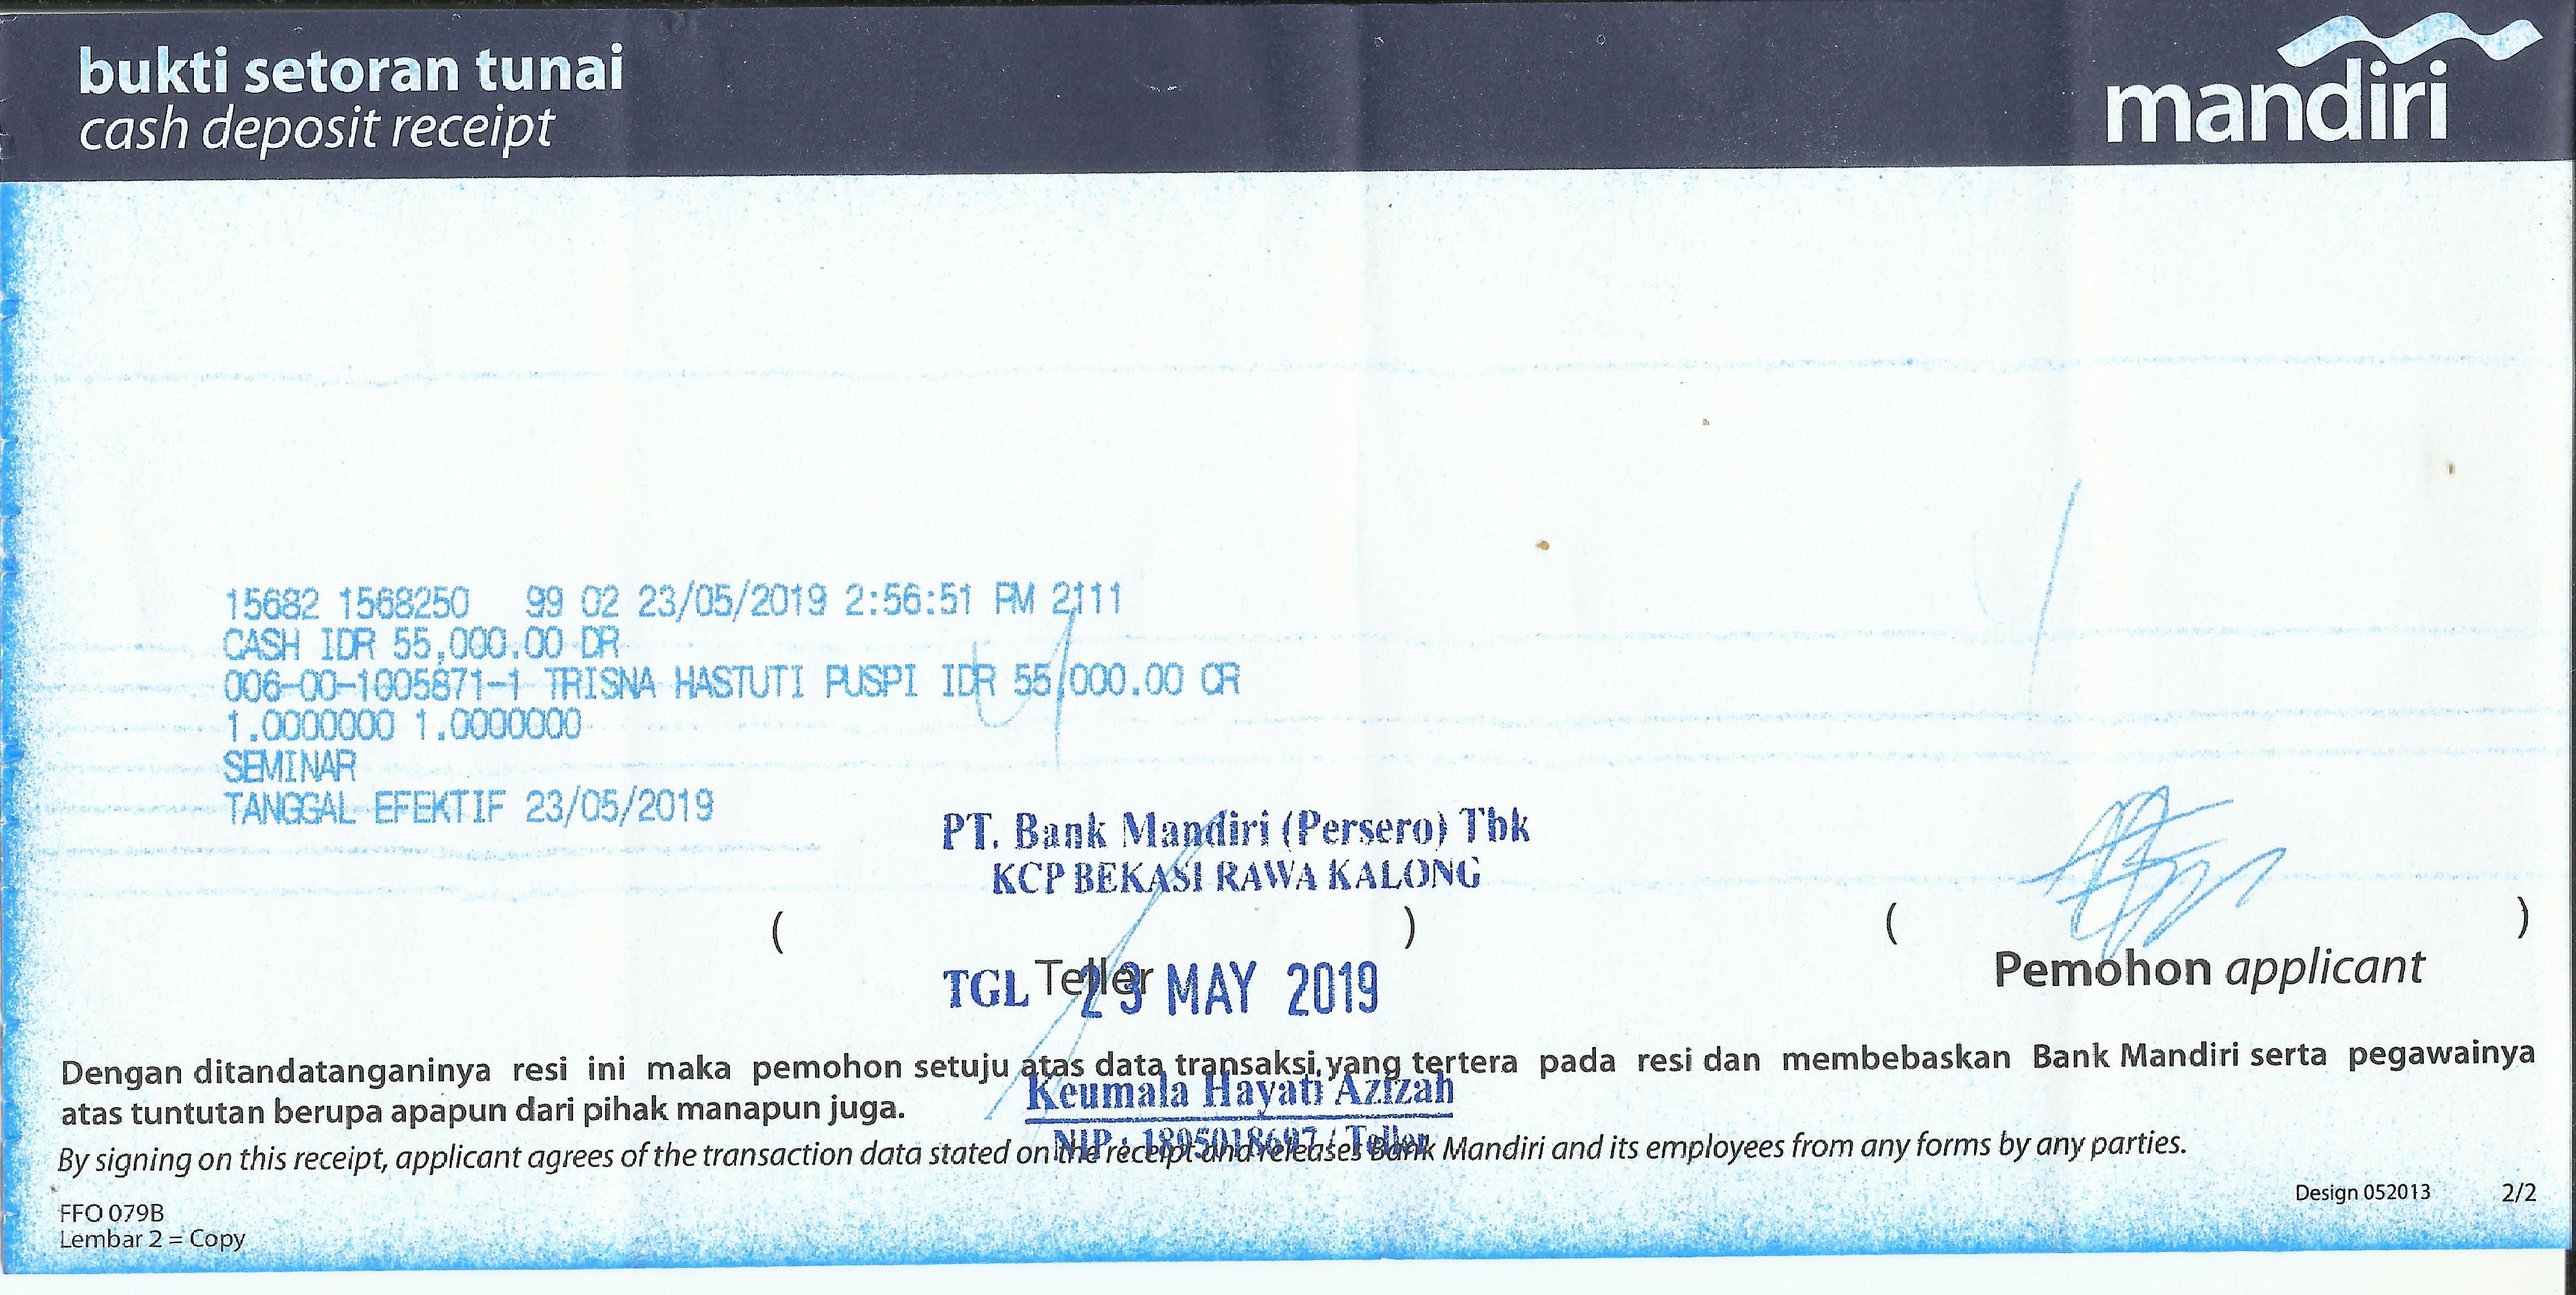 bukti setoran tunai
cash deposit receipt
mandiri
15682 1568250 99 02 23/05/2019 2:56:51 PM 2111
CASH IDR 55,000.00 DR
006-00-1005871-1 TRISNA HASTUTI PUSPI IDR 55,000.00 CR
1.0000000 1.0000000
SEMINAR
TANGGAL EFEKTIF 23/05/2019
PT. Bank Mandiri (Persero) Tbk
KCP BEKASI RAWA KALONG
( ) ( )
Teller
TGL 23 MAY 2019
Pemohon applicant
Dengan ditandatanganinya resi ini maka pemohon setuju atas data transaksi yang tertera pada resi dan membebaskan Bank Mandiri serta pegawainya
atas tuntutan berupa apapun dari pihak manapun juga.
Keumala Hayati Azizah
NIP : 1895018697 / Teller
By signing on this receipt, applicant agrees of the transaction data stated on the receipt and releases Bank Mandiri and its employees from any forms by any parties.
FFO 079B
Lembar 2 = Copy
Design 052013 2/2